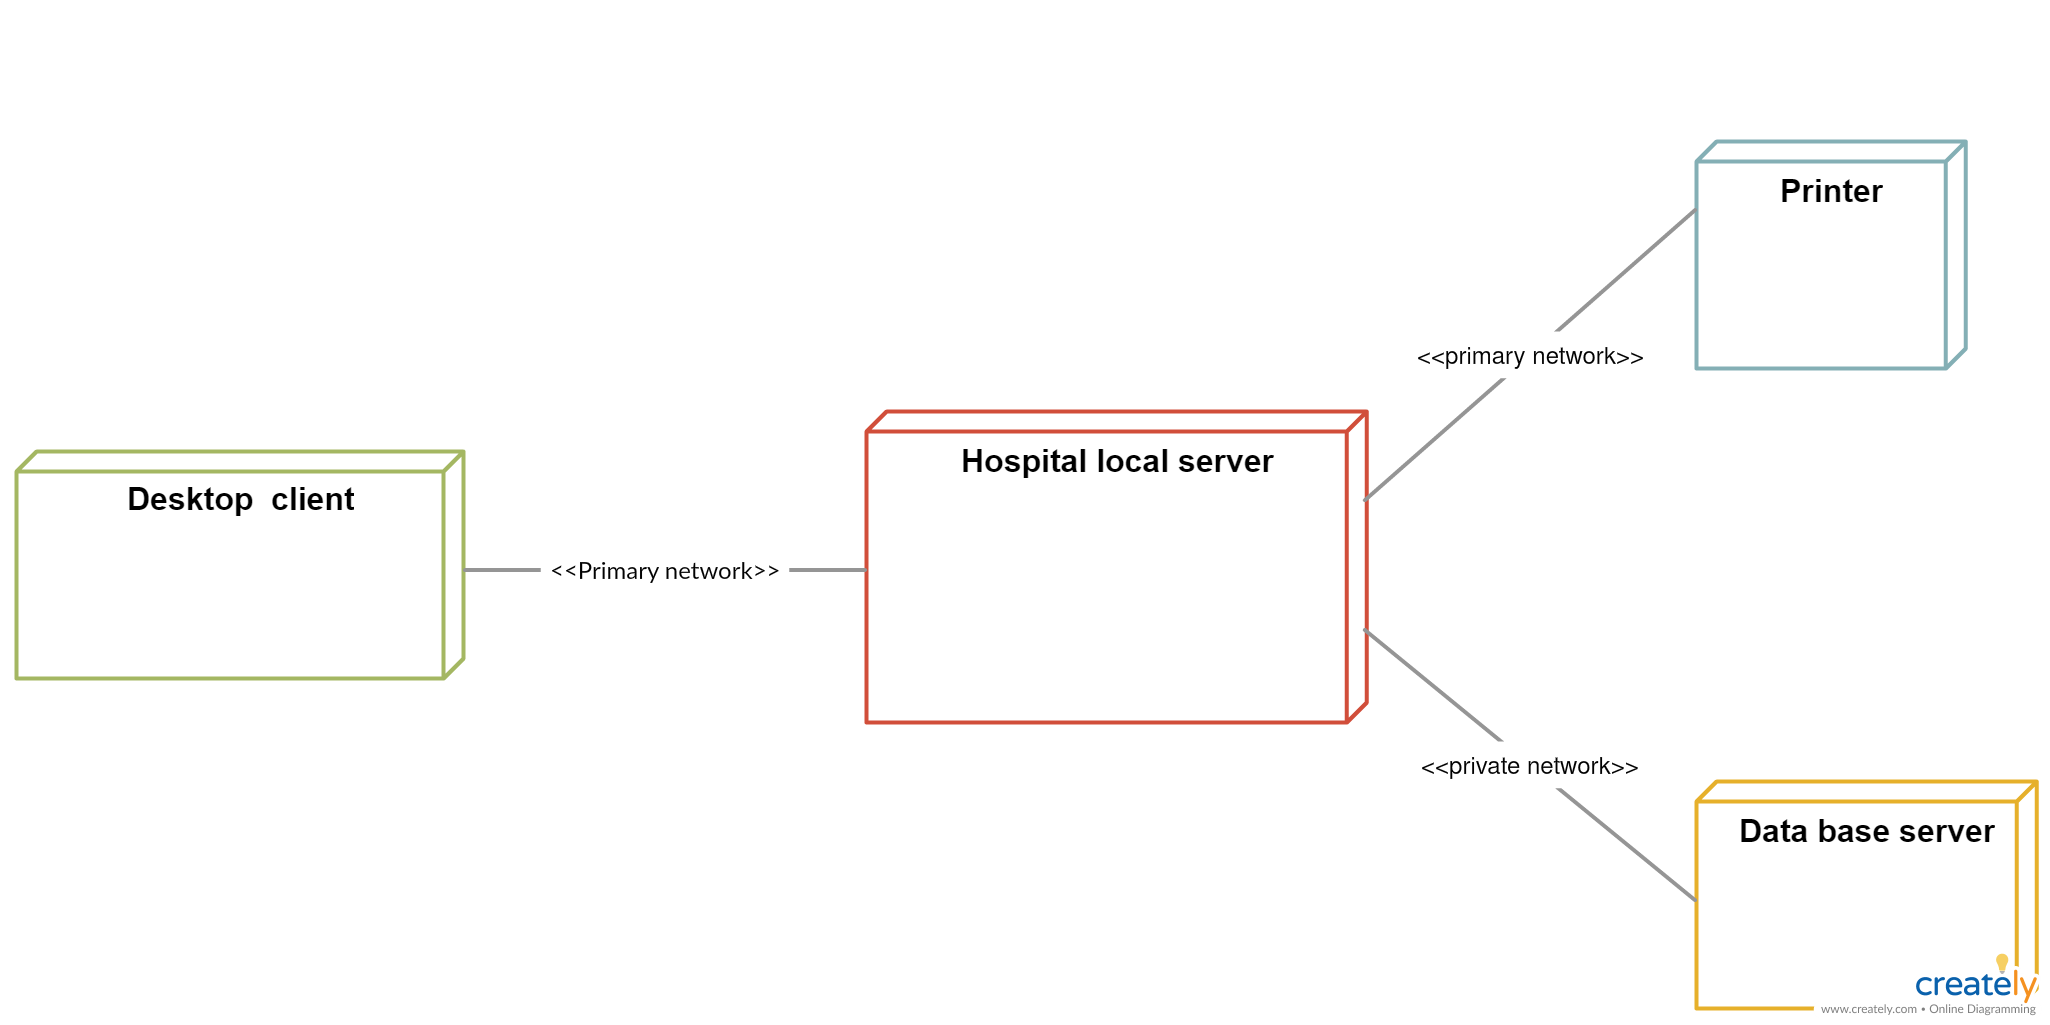 Printer
<<primary network>>
Hospital local server
Desktop  client
<<Primary network>>
<<private network>>
Data base server
creately
www.creately.com • Online Diagramming